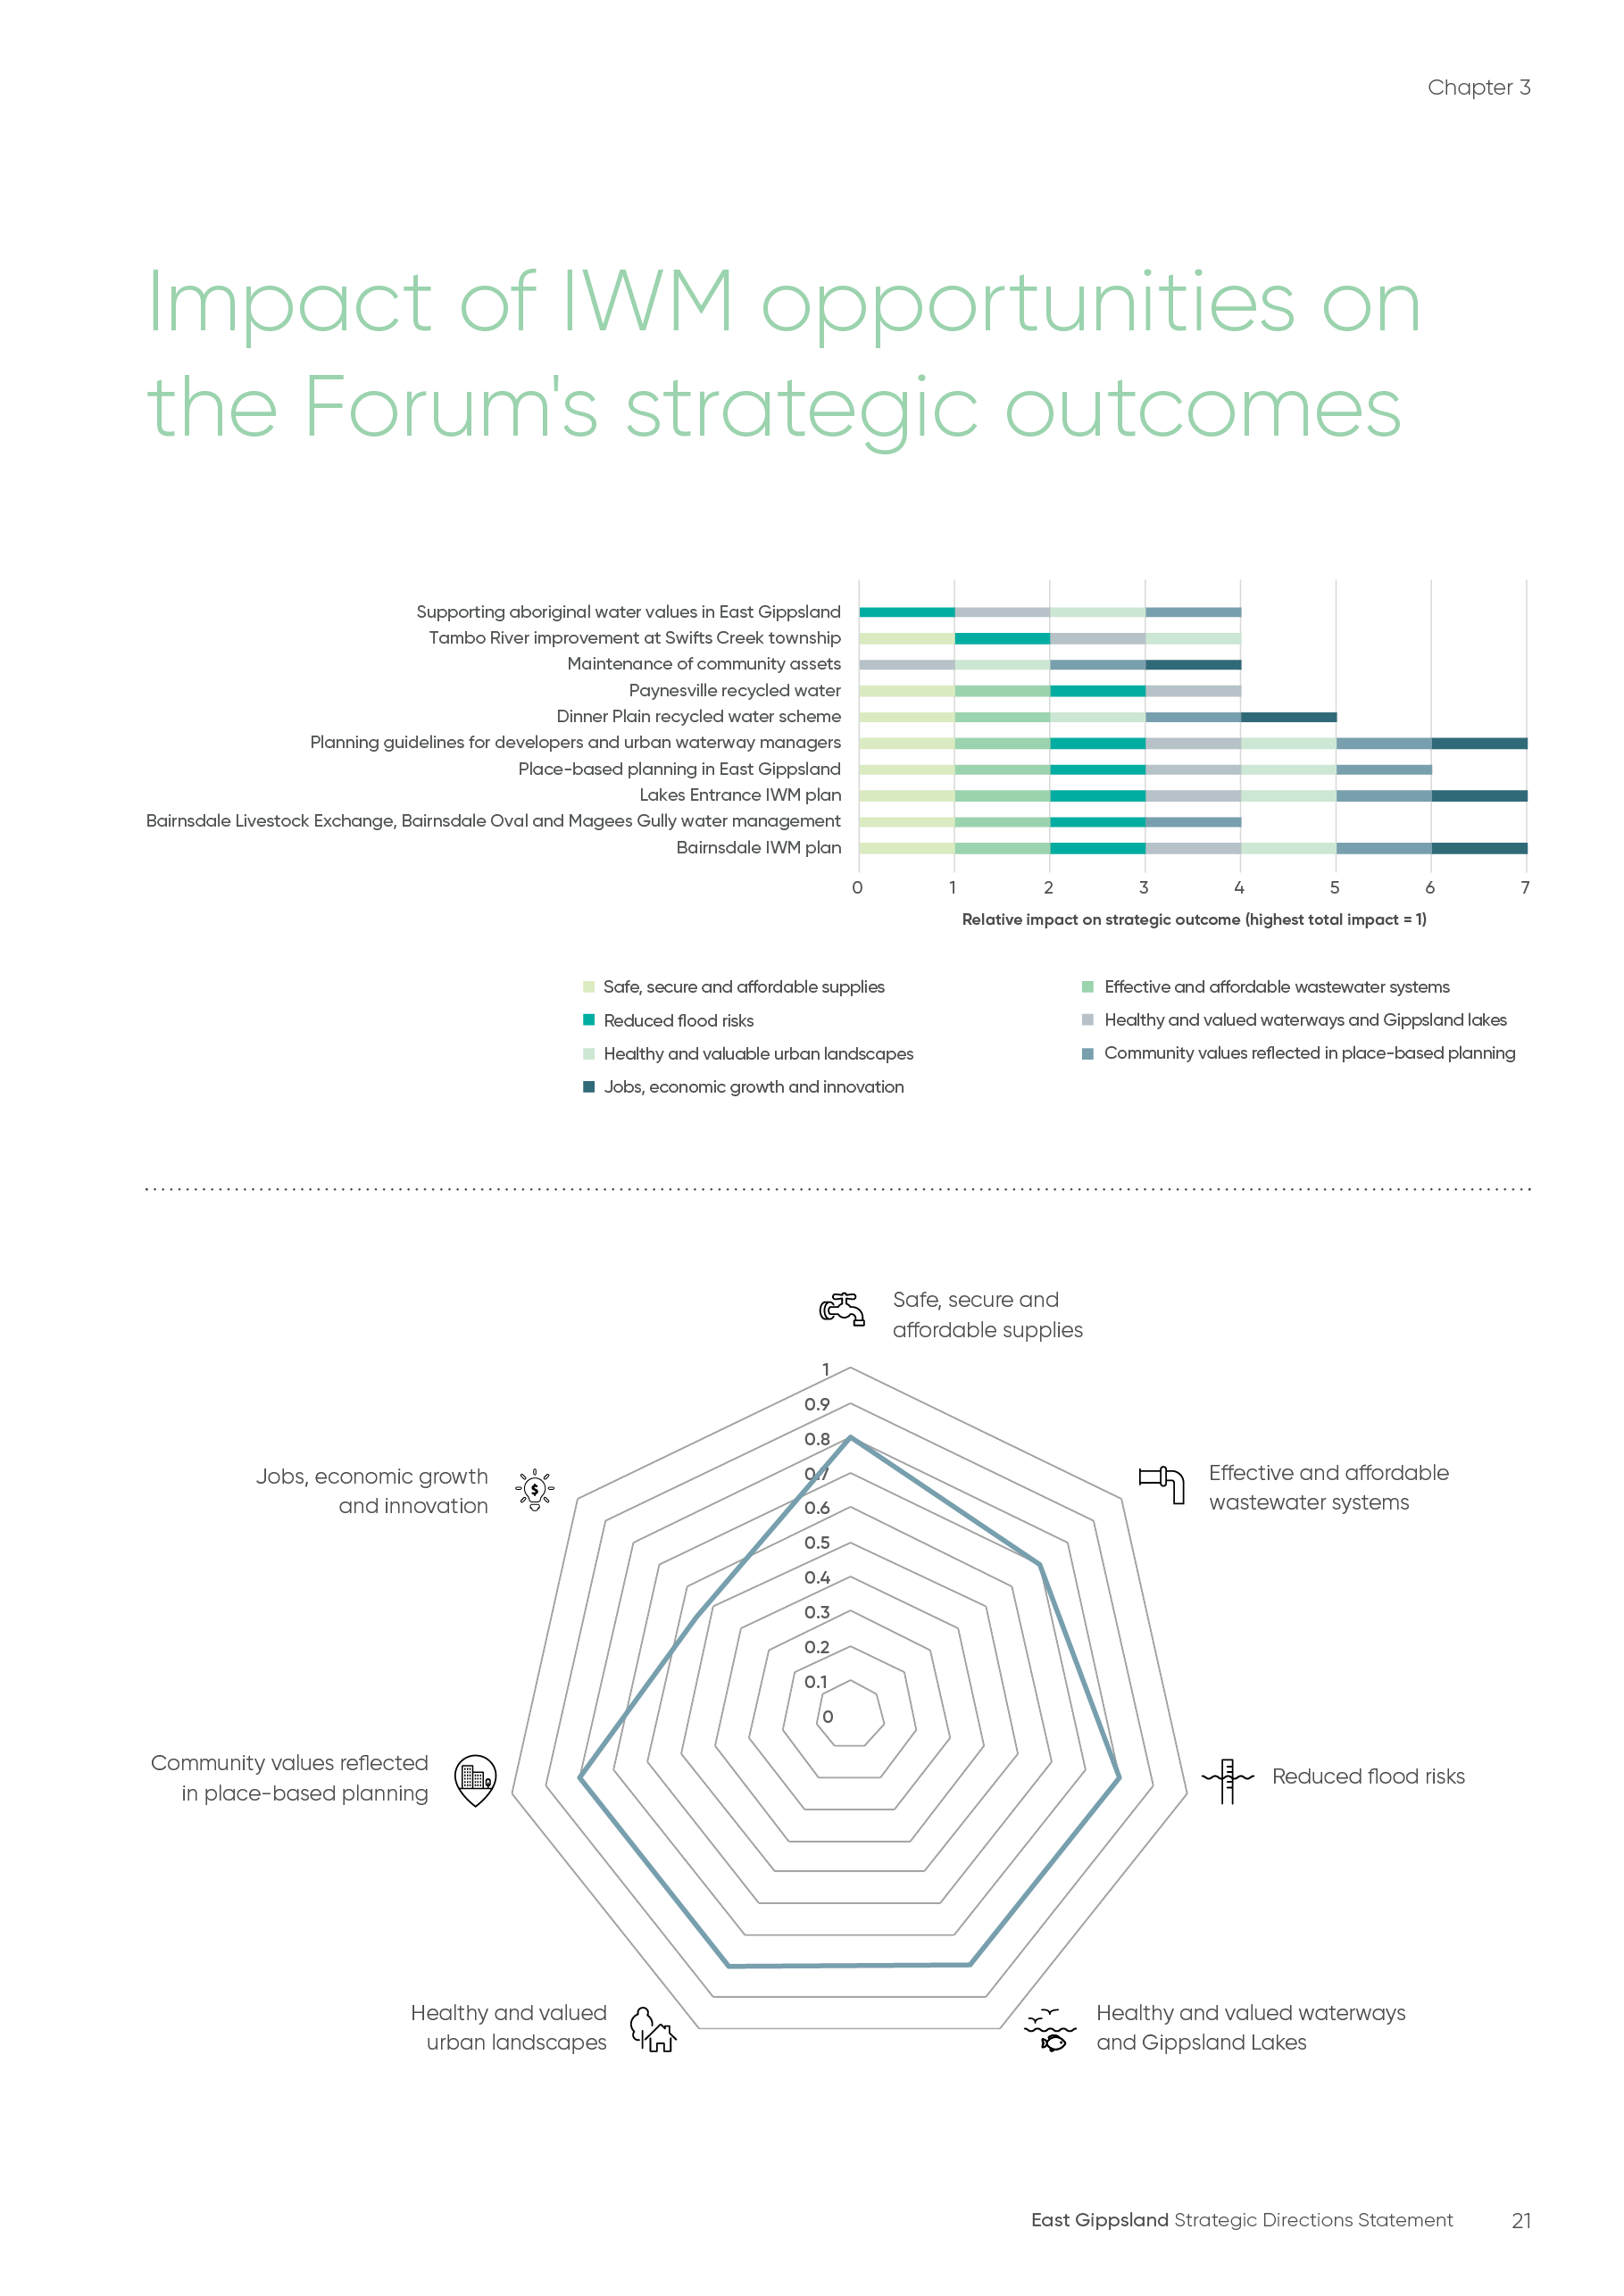 Chapter 3
Impact of IWM opportunities on
the Forum's strategic outcomes
Supporting aboriginal water values in East Gippsland
Tambo River improvement at Swifts Creek township
Maintenance of community assets
Paynesville recycled water
Dinner Plain recycled water scheme
Planning guidelines for developers and urban waterway managers
Place-based planning in East Gippsland
Lakes Entrance IWM plan
Bairnsdale Livestock Exchange, Bairnsdale Oval and Magees Gully water management
Bairnsdale IWM plan
0 1 2 3 4 5 6 7
Relative impact on strategic outcome (highest total impact = 1)
Safe, secure and affordable supplies
Effective and affordable wastewater systems
Reduced flood risks
Healthy and valued waterways and Gippsland lakes
Healthy and valuable urban landscapes
Community values reflected in place-based planning
Jobs, economic growth and innovation
Safe, secure and
affordable supplies
1
0.9
0.8
0.7
0.6
0.5
0.4
0.3
0.2
0.1
0
Jobs, economic growth
and innovation
$
Effective and affordable
wastewater systems
Community values reflected
in place-based planning
Reduced flood risks
Healthy and valued
urban landscapes
Healthy and valued waterways
and Gippsland Lakes
East Gippsland Strategic Directions Statement 21